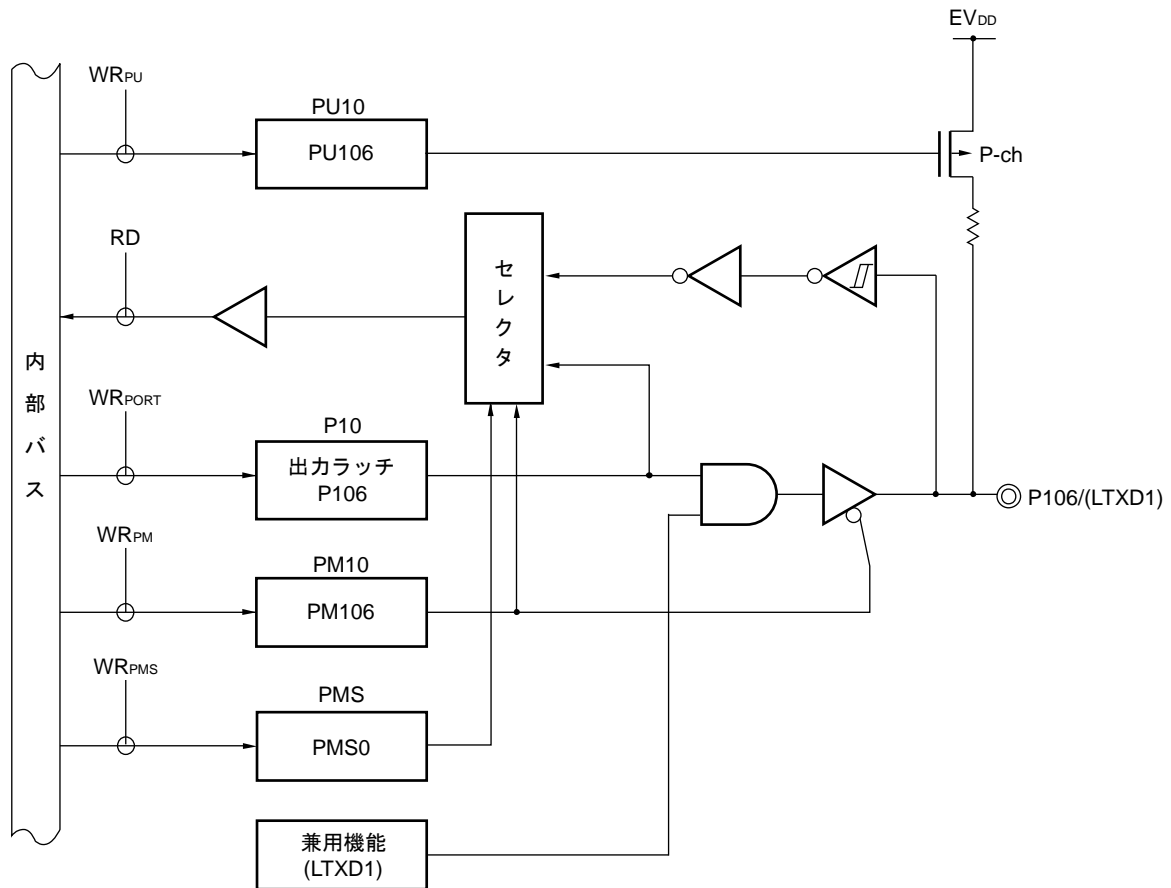 EVDD
WRPU
PU10
PU106
P-ch
RD
セレクタ
内部バス
WRPORT
P10
出力ラッチ
P106
P106/(LTXD1)
WRPM
PM10
PM106
WRPMS
PMS
PMS0
兼用機能
(LTXD1)